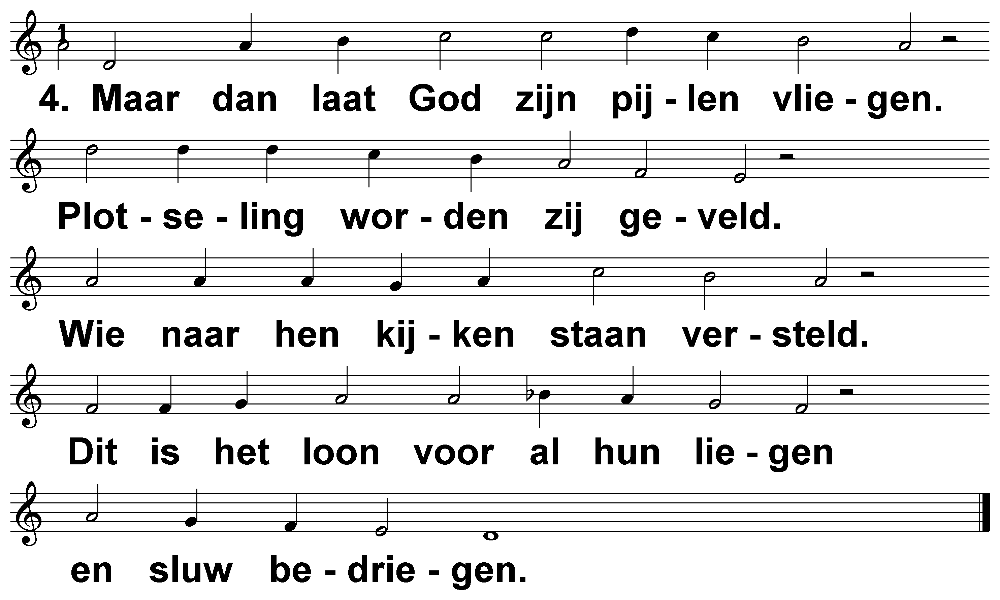 1
4. Maar dan laat God zijn pij - len vlie - gen.
Plot - se - ling wor - den zij ge - veld.
Wie naar hen kij - ken staan ver - steld.
Dit is het loon voor al hun lie - gen
en sluw be - drie - gen.